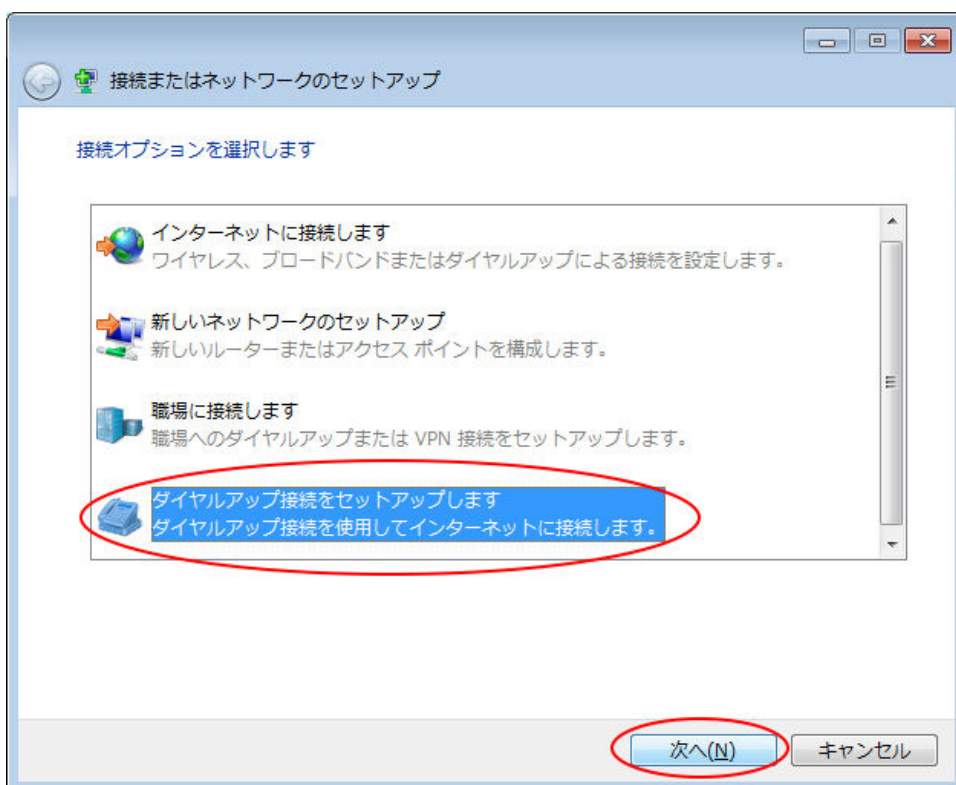 接続またはネットワークのセットアップ
接続オプションを選択します
インターネットに接続します
ワイヤレス、ブロードバンドまたはダイヤルアップによる接続を設定します。
新しいネットワークのセットアップ
新しいルーターまたはアクセス ポイントを構成します。
職場に接続します
職場へのダイヤルアップまたは VPN 接続をセットアップします。
ダイヤルアップ接続をセットアップします
ダイヤルアップ接続を使用してインターネットに接続します。
次へ(N) キャンセル